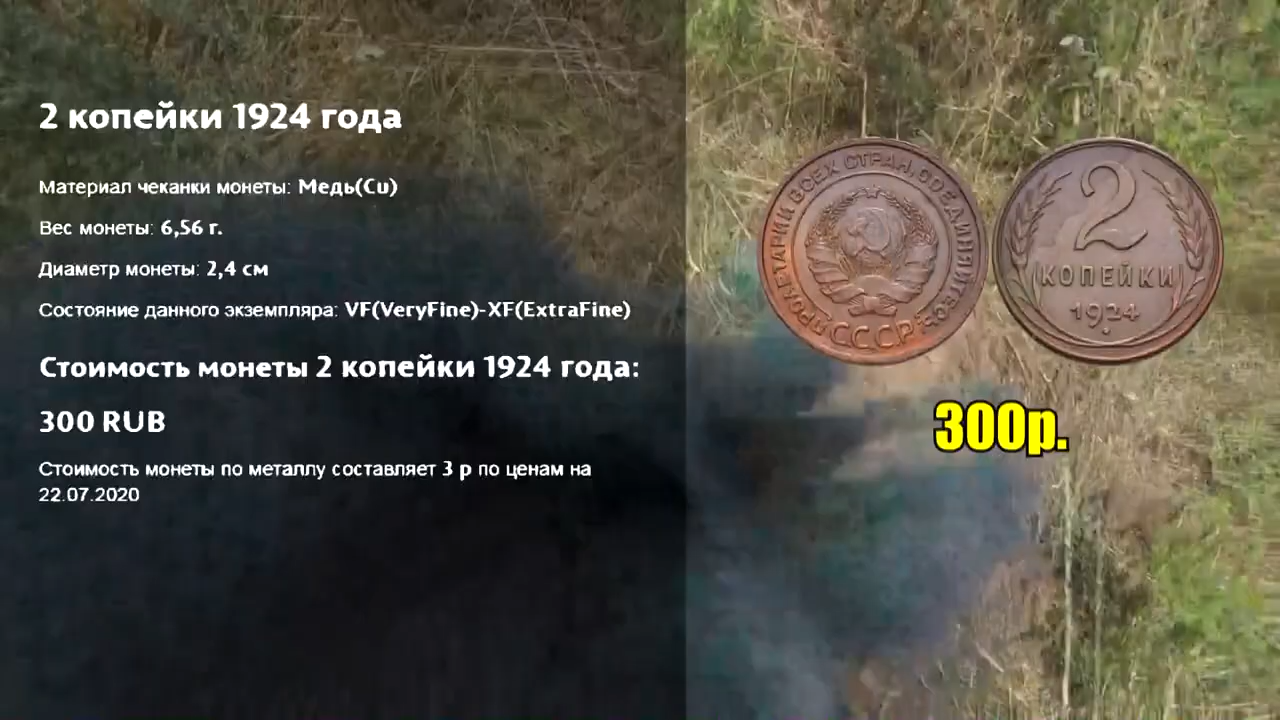 2 копейки 1924 года
Материал чеканки монеты: Медь(Cu)
Вес монеты: 6,56 г.
Диаметр монеты: 2,4 см
Состояние данного экземпляра: VF(VeryFine)-XF(ExtraFine)
Стоимость монеты 2 копейки 1924 года:
300 RUB
Стоимость монеты по металлу составляет 3 р по ценам на
22.07.2020
ПРОЛЕТАРИИ ВСЕХ СТРАН, СОЕДИНЯЙТЕСЬ!
СССР
2
КОПЕЙКИ
1924
300р.